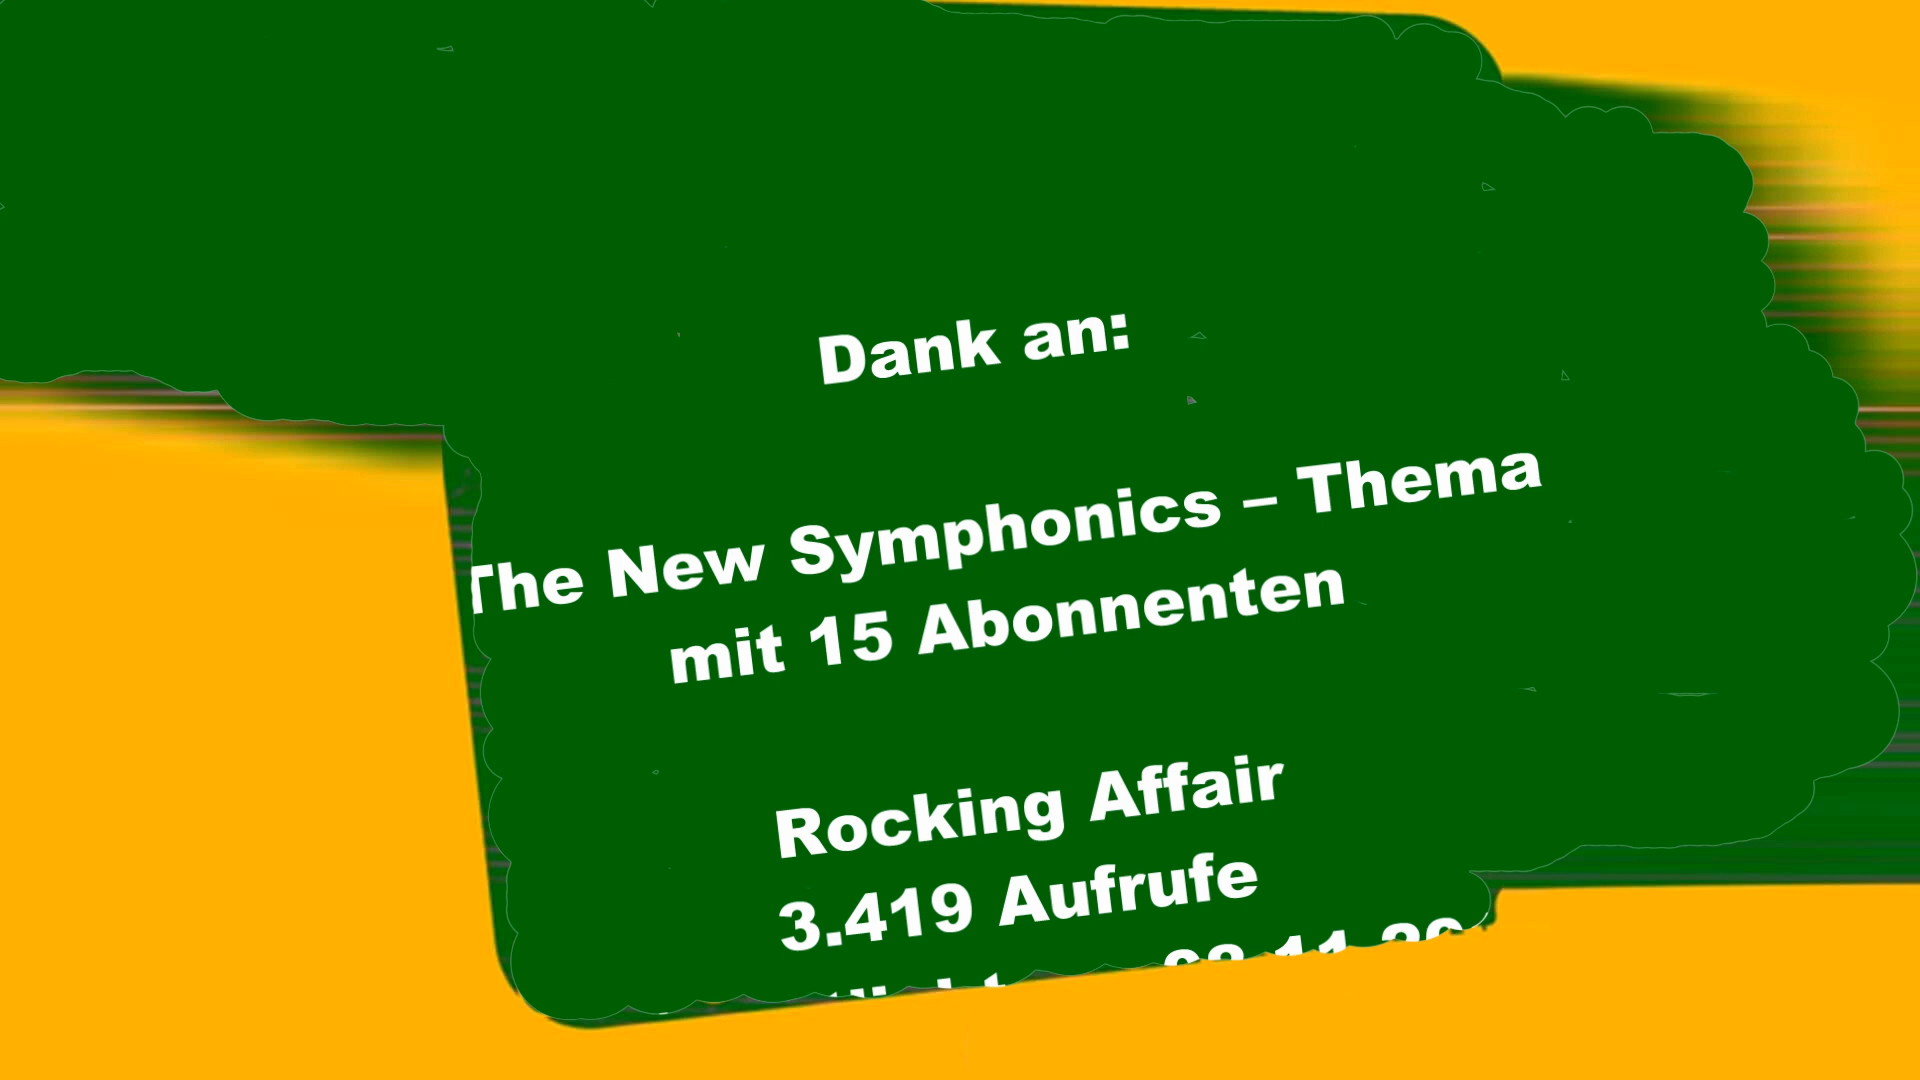 Dank an:
The New Symphonics – Thema
mit 15 Abonnenten
Rocking Affair
3.419 Aufrufe